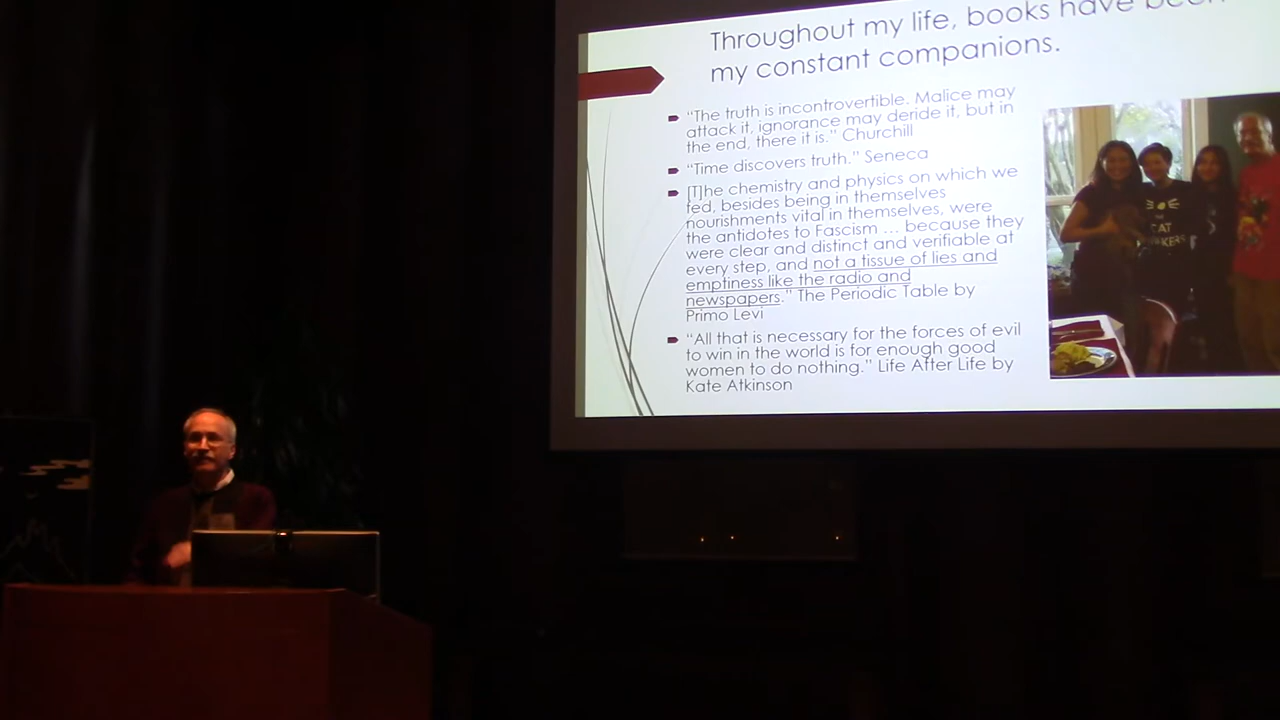 Throughout my life, books have been
my constant companions.
"The truth is incontrovertible. Malice may
attack it, ignorance may deride it, but in
the end, there it is." Churchill
"Time discovers truth." Seneca
[T]he chemistry and physics on which we
fed, besides being in themselves
nourishments vital in themselves, were
the antidotes to Fascism ... because they
were clear and distinct and verifiable at
every step, and not a tissue of lies and
emptiness like the radio and
newspapers." The Periodic Table by
Primo Levi
"All that is necessary for the forces of evil
to win in the world is for enough good
women to do nothing." Life After Life by
Kate Atkinson
CAT